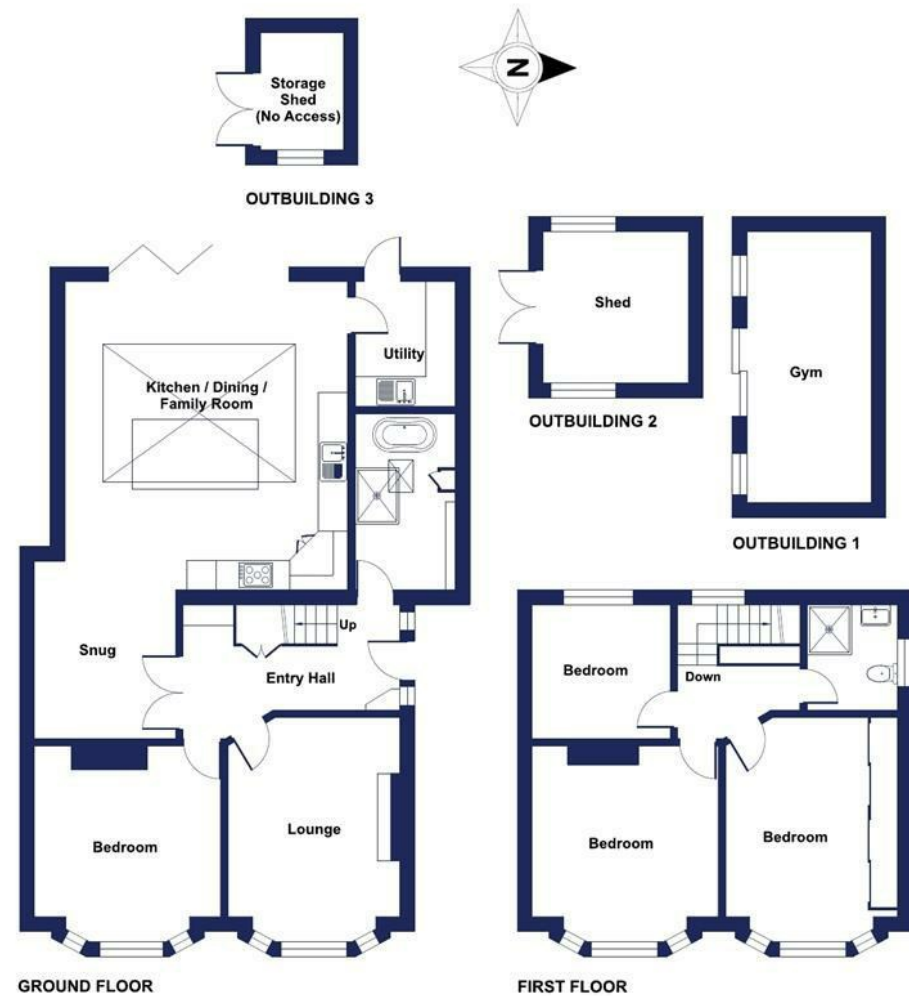 Storage
Shed
(No Access)
N
OUTBUILDING 3
Shed
OUTBUILDING 2
Gym
OUTBUILDING 1
Utility
Kitchen / Dining /
Family Room
Snug
Up
Entry Hall
Bedroom
Lounge
GROUND FLOOR
Bedroom
Down
Bedroom
Bedroom
FIRST FLOOR